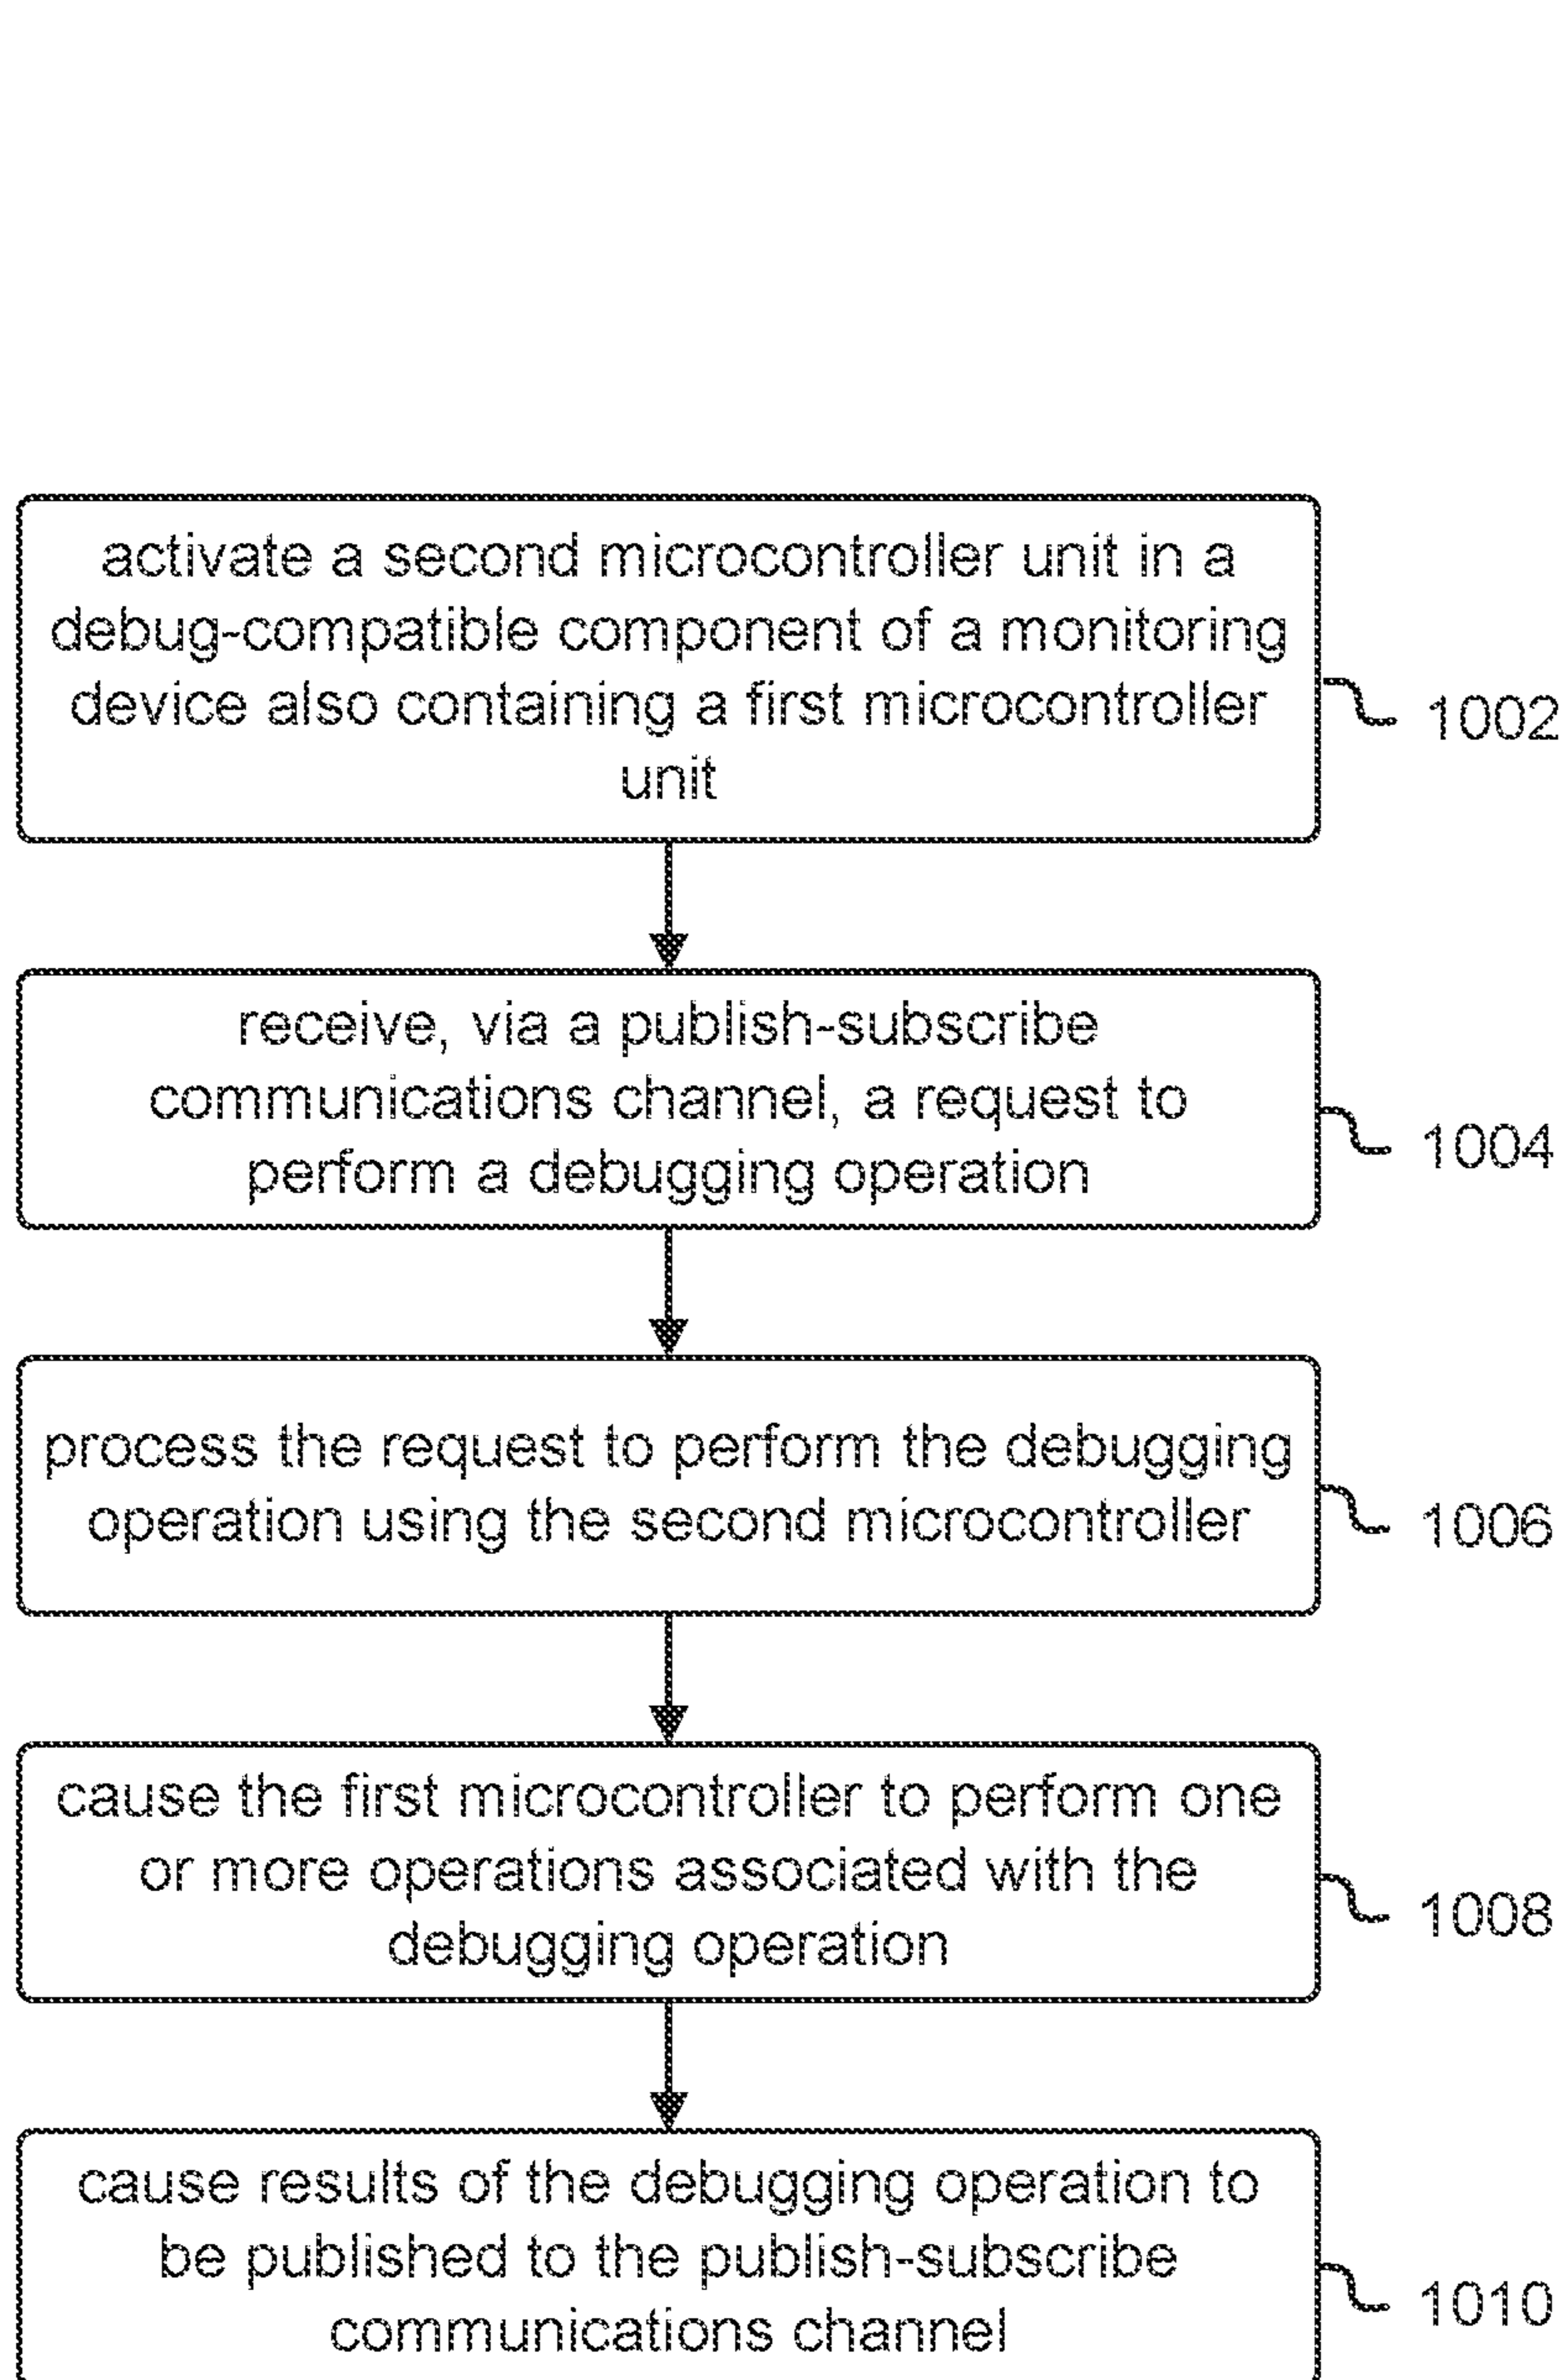 activate a second microcontroller unit in a
debug-compatible component of a monitoring
device also containing a first microcontroller
unit
1002
receive, via a publish-subscribe
communications channel, a request to
perform a debugging operation
1004
process the request to perform the debugging
operation using the second microcontroller
1006
cause the first microcontroller to perform one
or more operations associated with the
debugging operation
1008
cause results of the debugging operation to
be published to the publish-subscribe
communications channel
1010